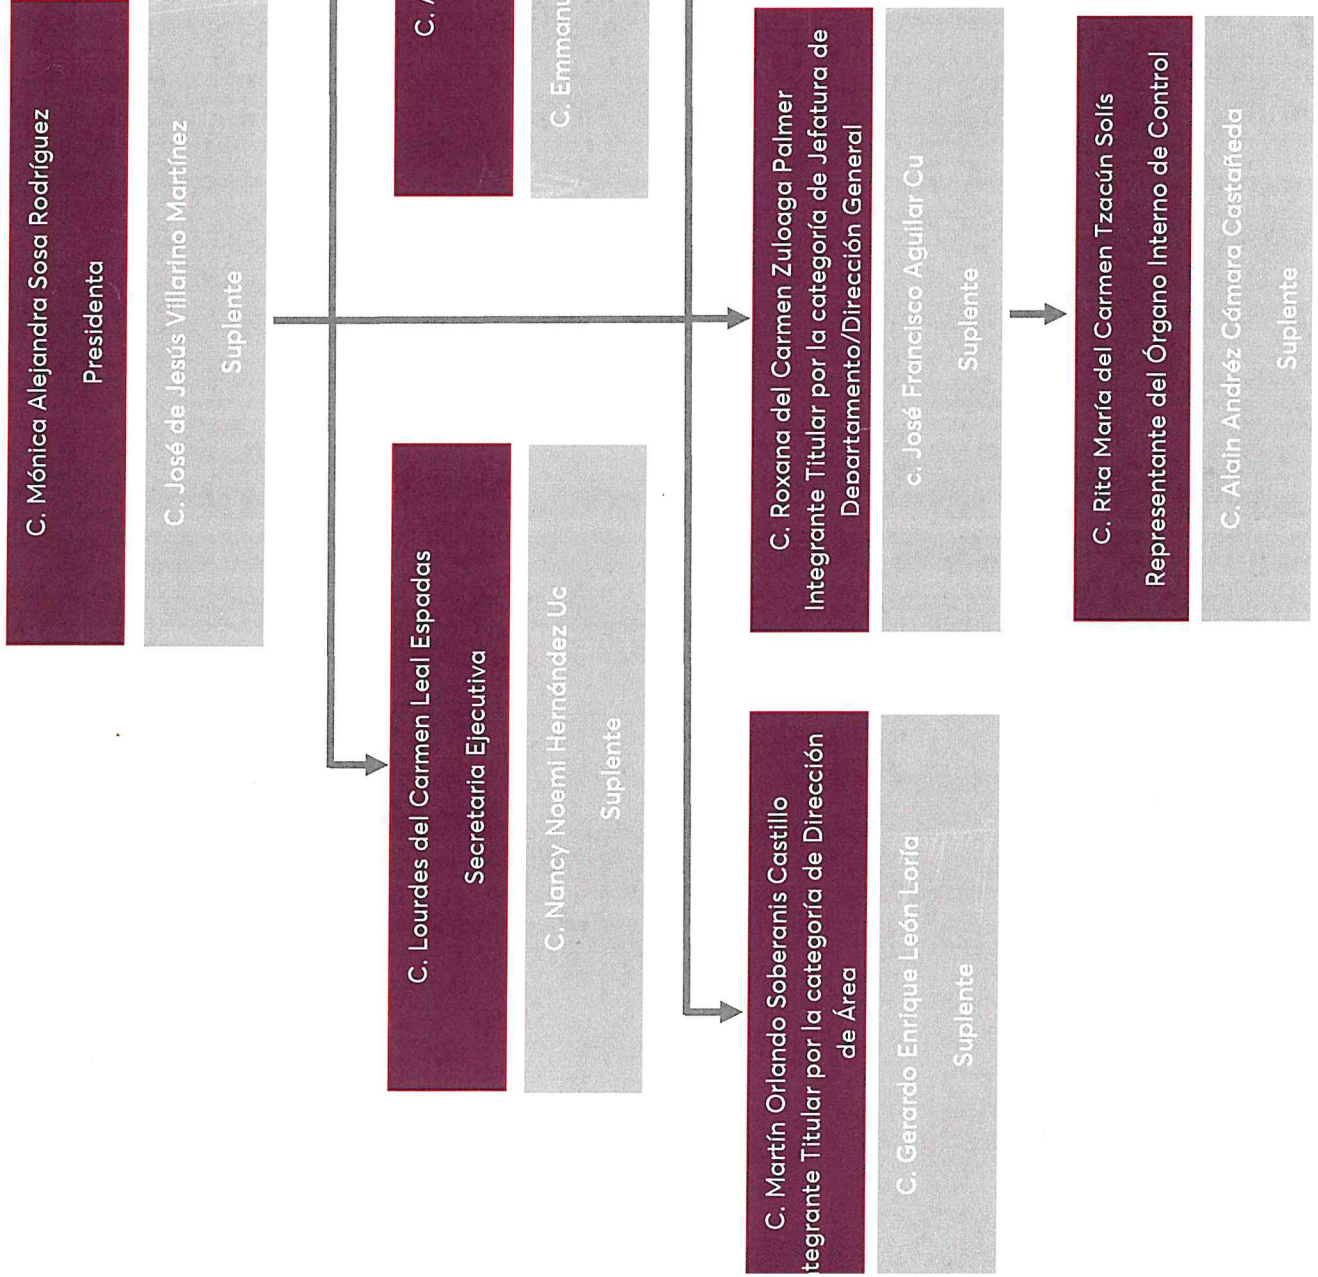 C. Mónica Alejandra Sosa Rodríguez
Presidenta
C. José de Jesús Villarino Martínez
Suplente
C. Lourdes del Carmen Leal Espadas
Secretaria Ejecutiva
C. Nancy Noemi Hernández Uc
Suplente
C. A
C. Emmanu
C. Martín Orlando Soberanis Castillo
tegrante Titular por la categoría de Dirección
de Área
C. Gerardo Enrique León Loría
Suplente
C. Roxana del Carmen Zuloaga Palmer
Integrante Titular por la categoría de Jefatura de
Departamento/Dirección General
c. José Francisco Aguilar Cu
Suplente
C. Rita María del Carmen Tzacún Solís
Representante del Órgano Interno de Control
C. Alain Andréz Cámara Castañeda
Suplente